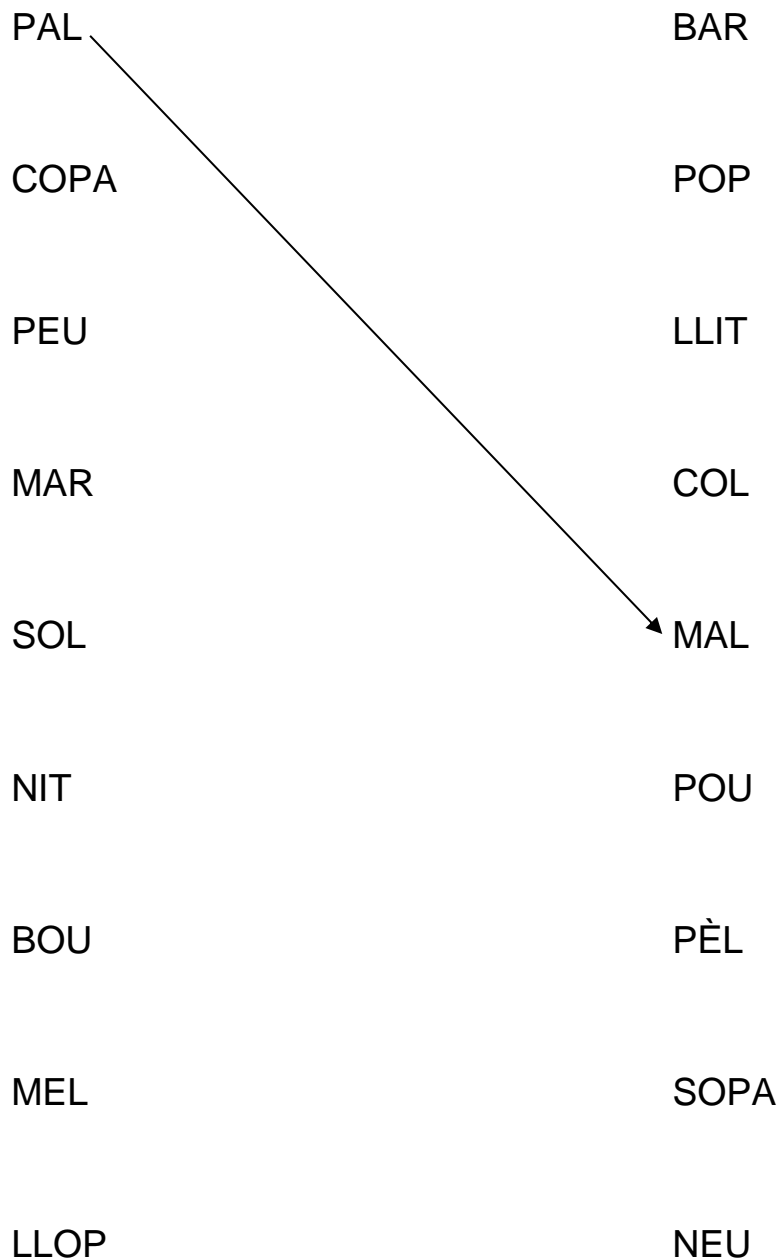 PAL BAR
COPA POP
PEU LLIT
MAR COL
SOL MAL
NIT POU
BOU PÈL
MEL SOPA
LLOP NEU